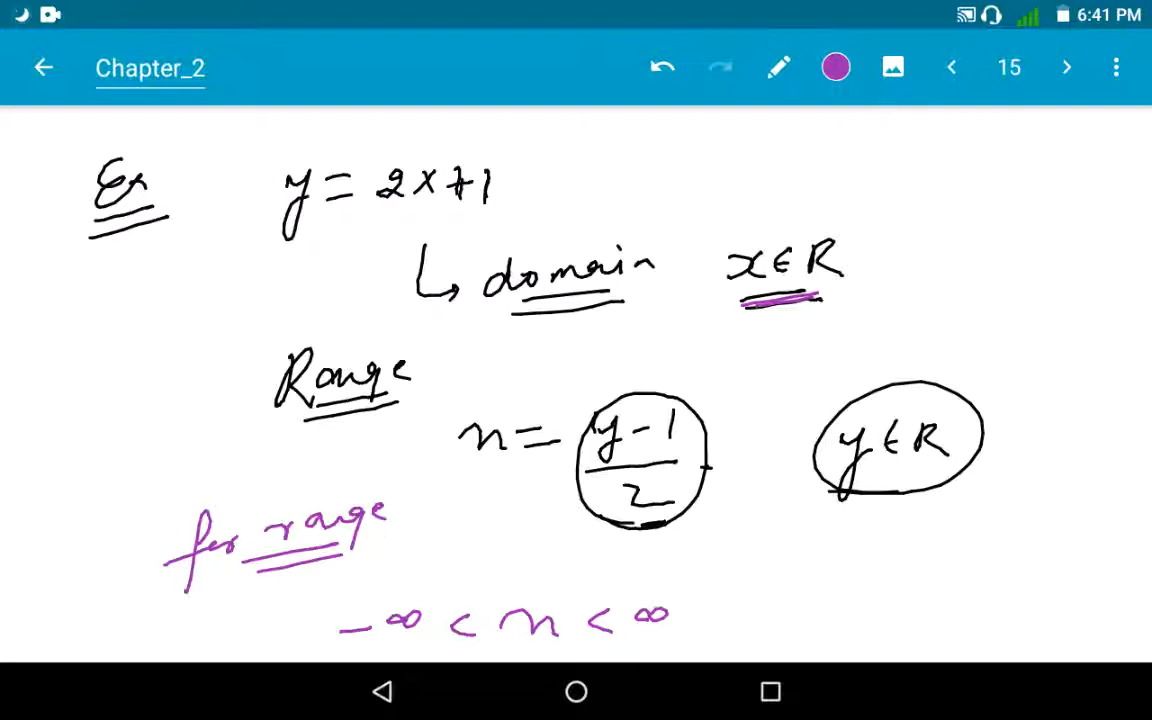 6:41 PM
Chapter_2
15
Ex y = 2x+1
↳ domain x∈R
Range
x = y-1/2 y∈R
for range
-∞ < x < ∞